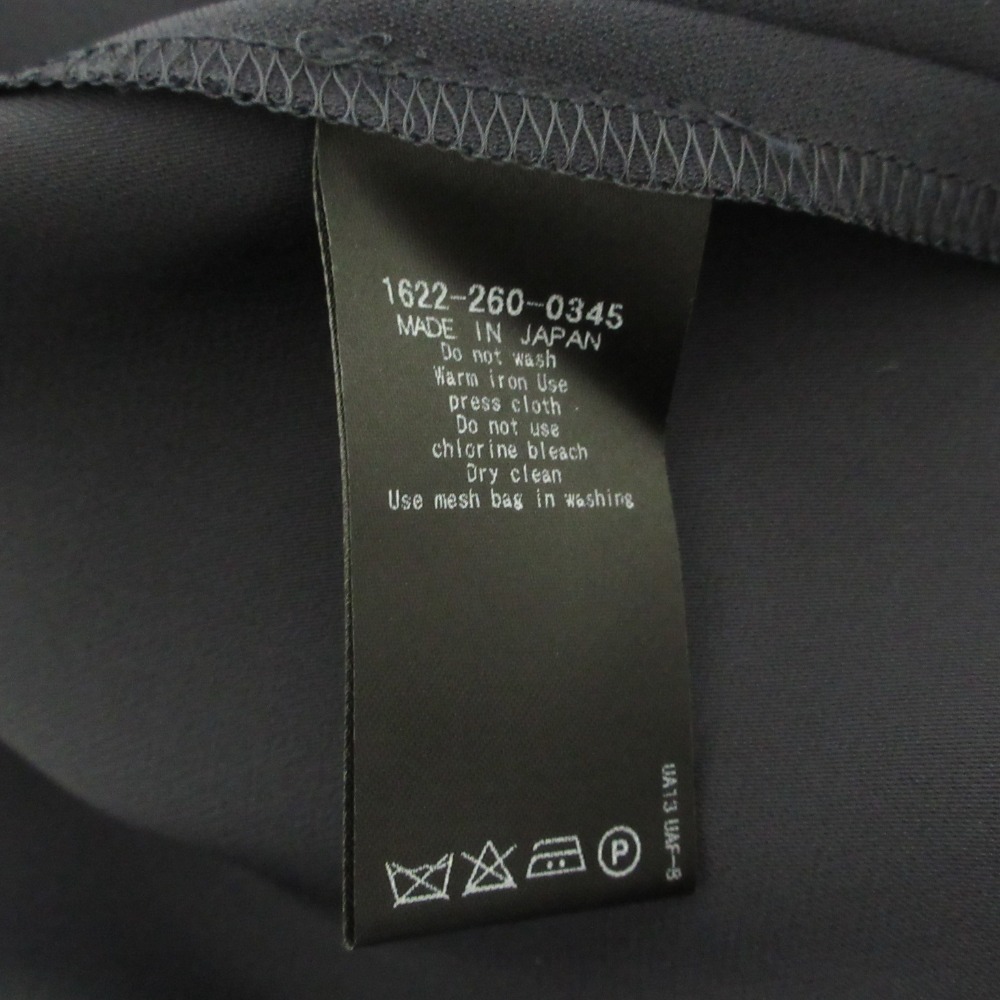 1622-260-0345
MADE IN JAPAN
Do not wash
Warm iron Use
press cloth
Do not use
chlorine bleach
Dry clean
Use mesh bag in washing
UA13 UAF-8
P